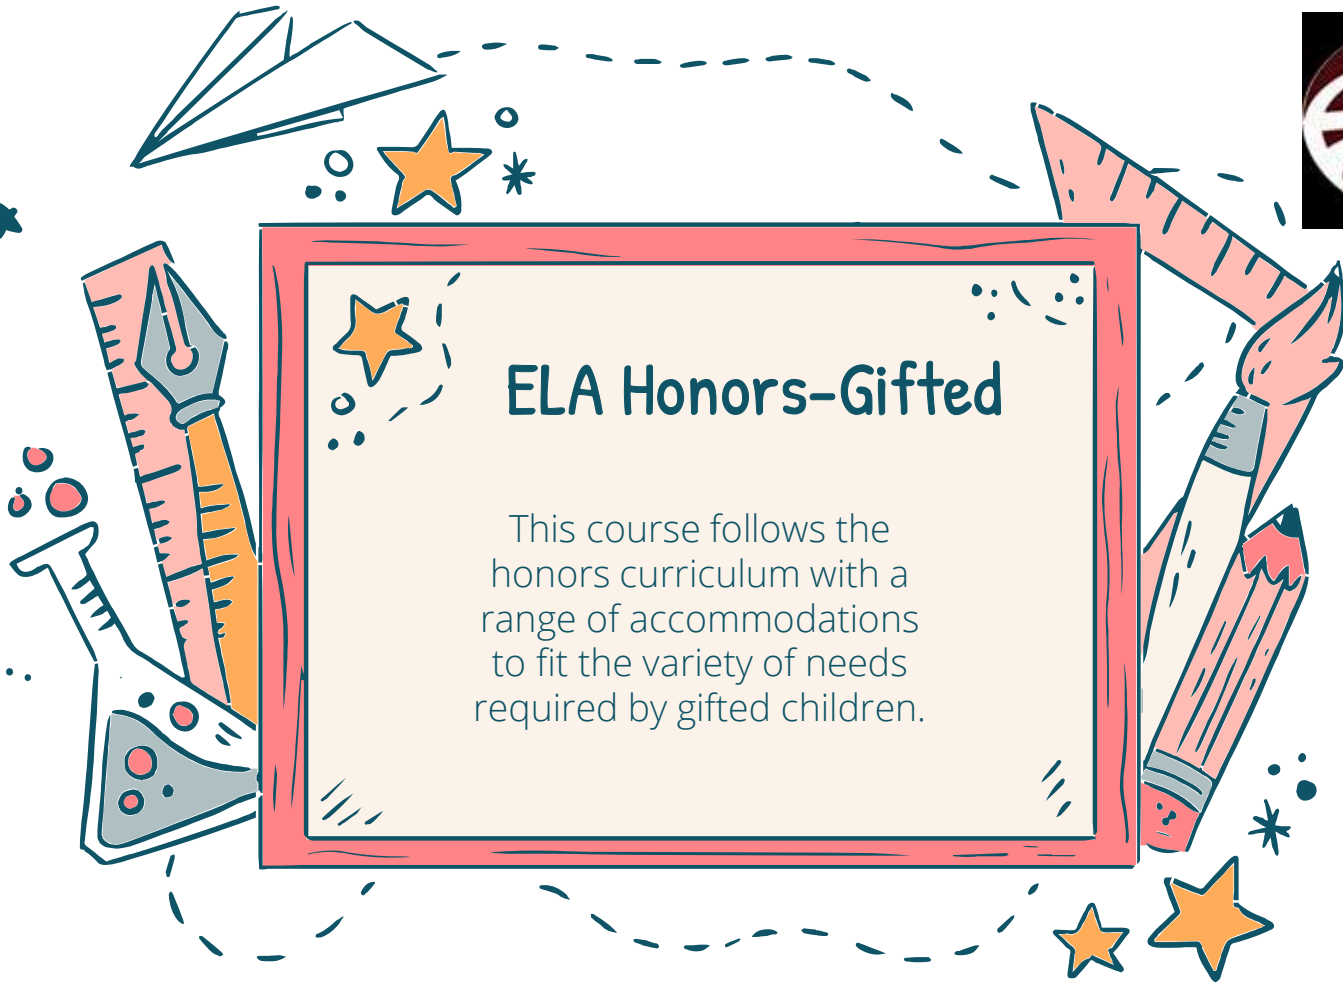 ELA Honors-Gifted
This course follows the
honors curriculum with a
range of accommodations
to fit the variety of needs
required by gifted children.